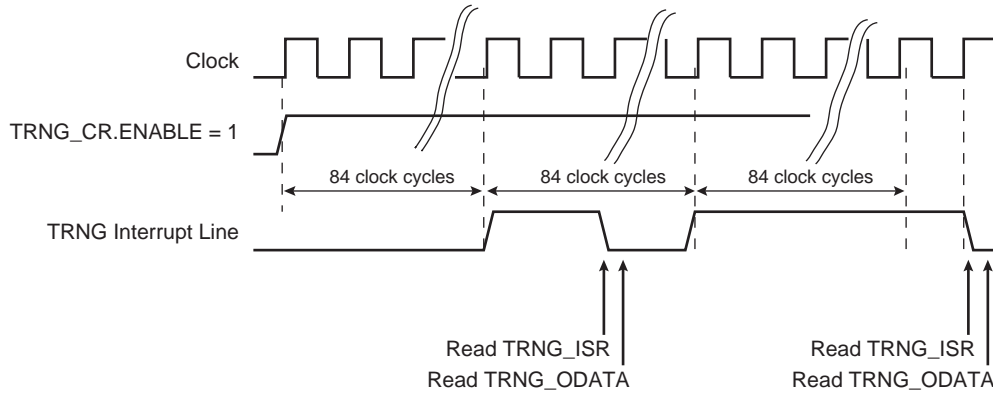 Clock
TRNG_CR.ENABLE = 1
84 clock cycles
84 clock cycles
84 clock cycles
TRNG Interrupt Line
Read TRNG_ISR
Read TRNG_ISR
Read TRNG_ODATA
Read TRNG_ODATA